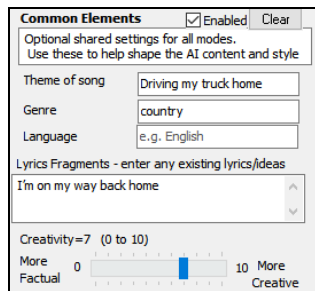 Common Elements Enabled Clear
Optional shared settings for all modes.
Use these to help shape the AI content and style
Theme of song Driving my truck home
Genre country
Language e.g. English
Lyrics Fragments - enter any existing lyrics/ideas
I'm on my way back home
Creativity=7 (0 to 10)
More Factual 0 10 More Creative